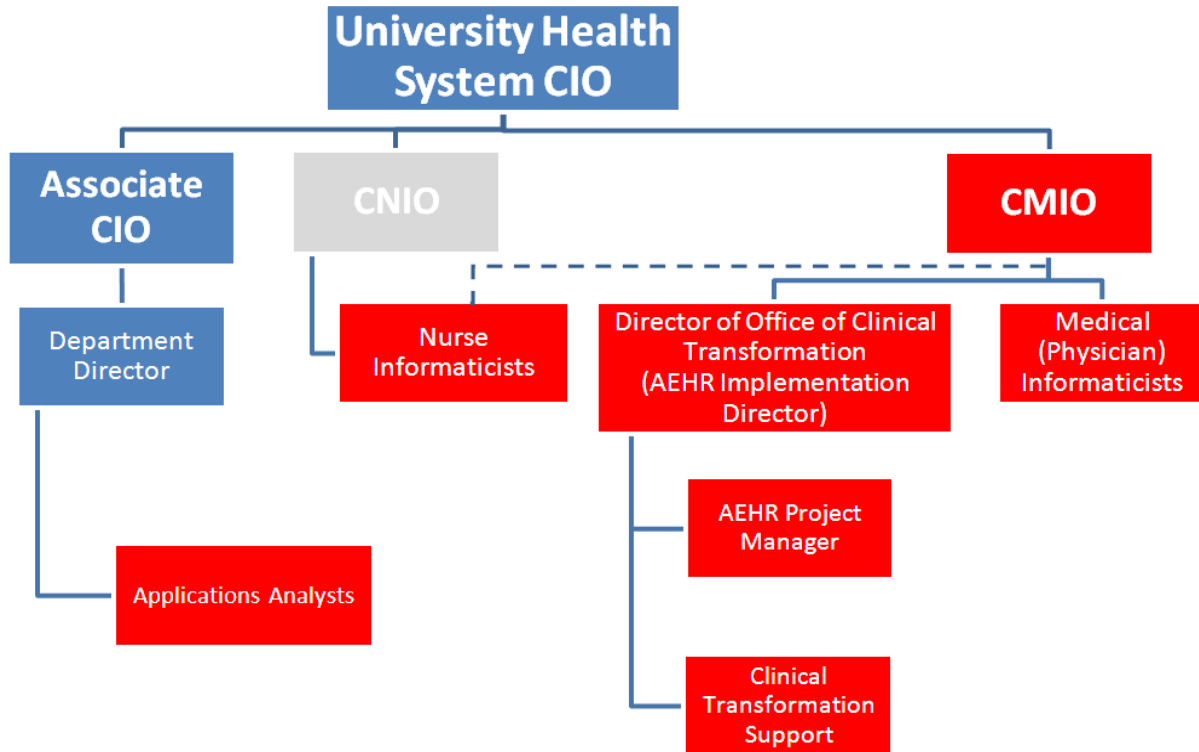 University Health
System CIO
Associate
CIO
CNIO
CMIO
Department
Director
Nurse
Informaticists
Director of Office of Clinical
Transformation
(AEHR Implementation
Director)
Medical
(Physician)
Informaticists
AEHR Project
Manager
Applications Analysts
Clinical
Transformation
Support